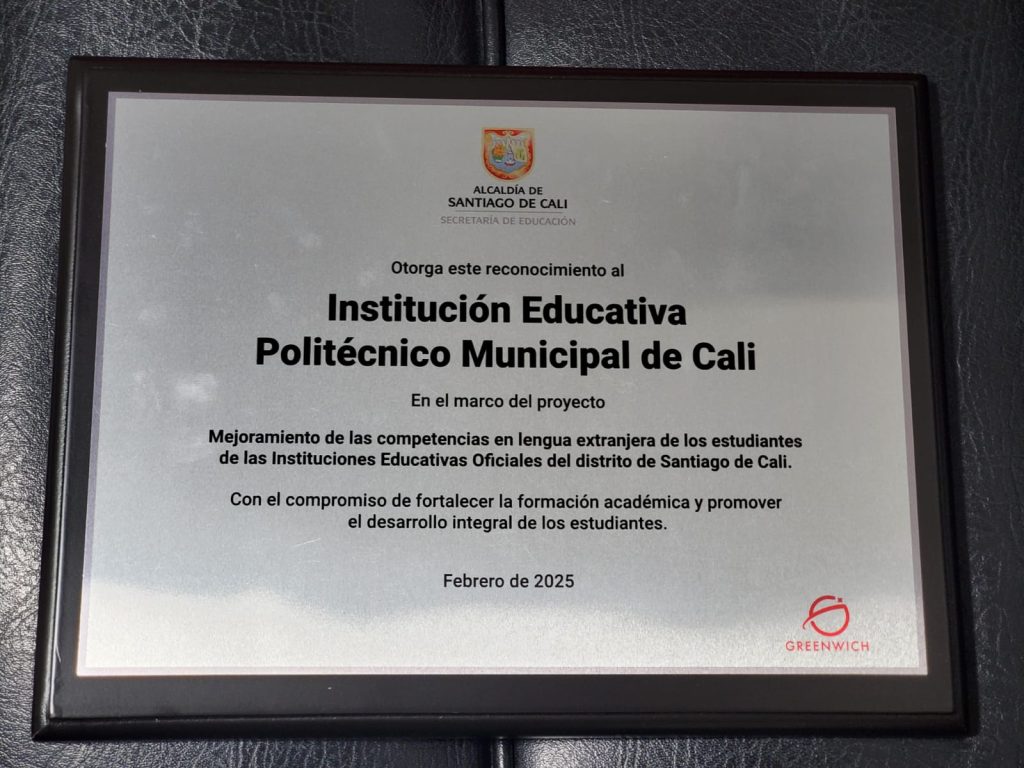 ALCALDÍA DE
SANTIAGO DE CALI
SECRETARÍA DE EDUCACIÓN
Otorga este reconocimiento al
Institución Educativa
Politécnico Municipal de Cali
En el marco del proyecto
Mejoramiento de las competencias en lengua extranjera de los estudiantes
de las Instituciones Educativas Oficiales del distrito de Santiago de Cali.
Con el compromiso de fortalecer la formación académica y promover
el desarrollo integral de los estudiantes.
Febrero de 2025
GREENWICH